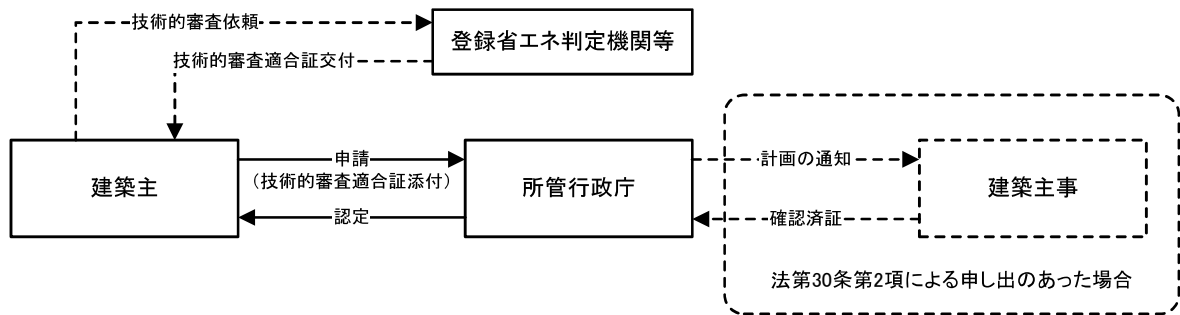 技術的審査依頼
登録省エネ判定機関等
技術的審査適合証交付
建築主
申請
（技術的審査適合証添付）
認定
所管行政庁
計画の通知
確認済証
建築主事
法第30条第2項による申し出のあった場合